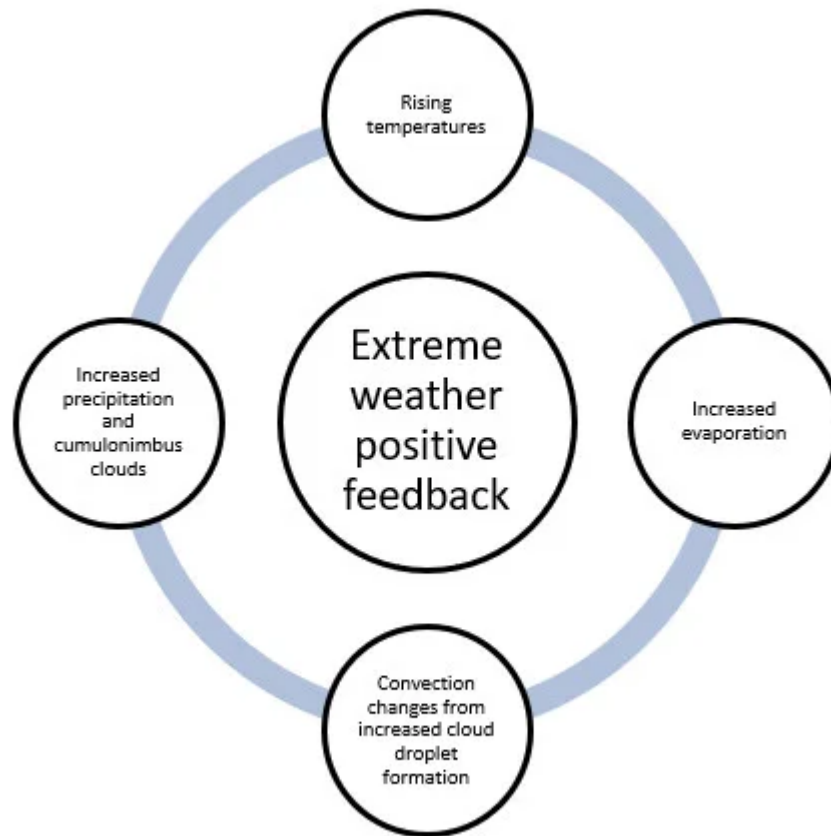 Rising
temperatures
Increased
evaporation
Convection
changes from
increased cloud
droplet
formation
Increased
precipitation
and
cumulonimbus
clouds
Extreme
weather
positive
feedback